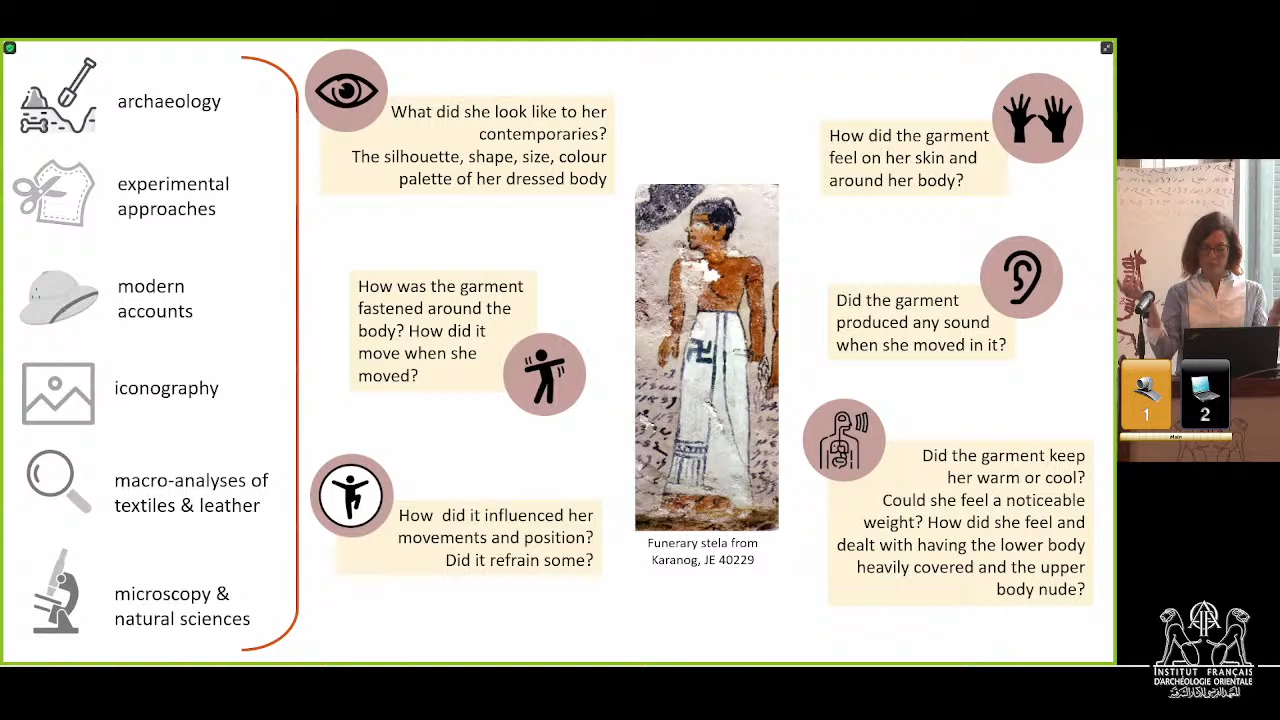 archaeology
experimental
approaches
modern
accounts
iconography
macro-analyses of
textiles & leather
microscopy &
natural sciences
What did she look like to her
contemporaries?
The silhouette, shape, size, colour
palette of her dressed body
How was the garment
fastened around the
body? How did it
move when she
moved?
How did it influenced her
movements and position?
Did it refrain some?
Funerary stela from
Karanog, JE 40229
How did the garment
feel on her skin and
around her body?
Did the garment
produced any sound
when she moved in it?
Did the garment keep
her warm or cool?
Could she feel a noticeable
weight? How did she feel and
dealt with having the lower body
heavily covered and the upper
body nude?
1
2
Main
INSTITUT FRANÇAIS
D'ARCHÉOLOGIE ORIENTALE